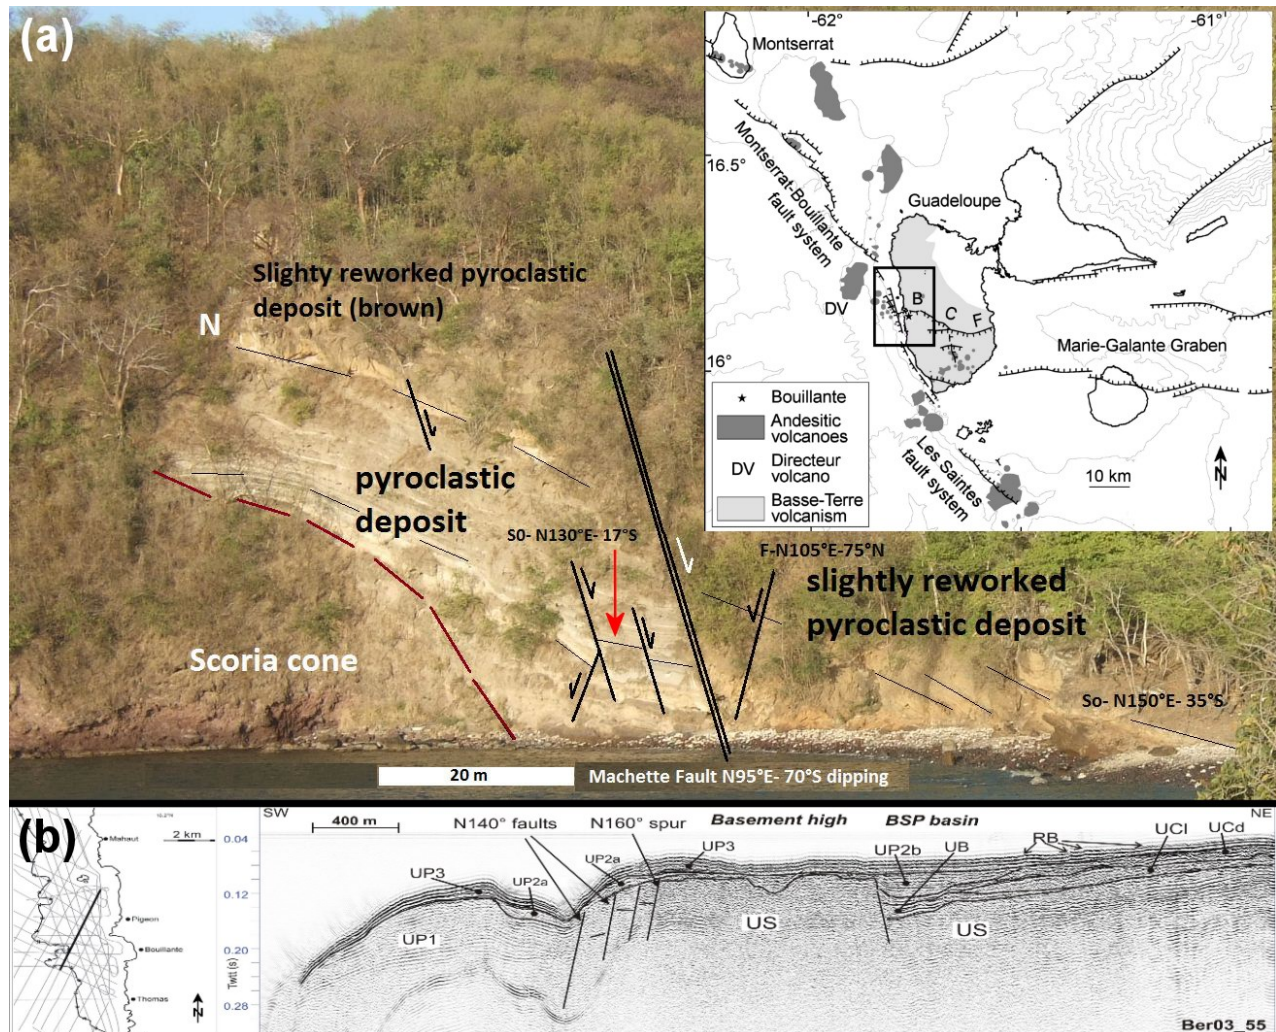 (a)
Slighty reworked pyroclastic
deposit (brown)
N
pyroclastic
deposit
S0- N130°E- 17°S
F-N105°E-75°N
slightly reworked
pyroclastic deposit
Scoria cone
So- N150°E- 35°S
20 m
Machette Fault N95°E- 70°S dipping
-62°
-61°
Montserrat
16.5°
Montserrat-Bouillante
fault system
Guadeloupe
DV
B
C
F
Marie-Galante Graben
16°
Bouillante
Andesitic
volcanoes
DV
Directeur
volcano
Basse-Terre
volcanism
Les Saintes
fault system
10 km
N
(b)
Mahaut
2 km
Pigeon
Bouillante
Thomas
N
SW
NE
400 m
N140° faults
N160° spur
Basement high
BSP basin
0.04
0.12
0.20
0.28
Twtt (s)
UP3
UP2a
UP2a
UP3
UP2b
UB
RB
UCl
UCd
UP1
US
US
Ber03_55